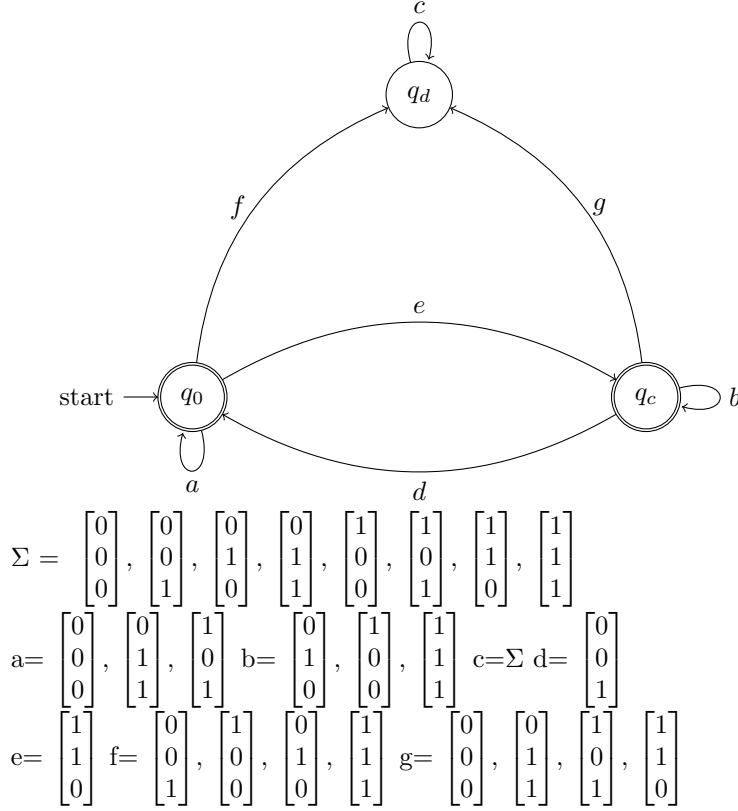 c
q_d
f g
e
start q_0 q_c b
a
d
Σ = [0 0 0], [0 0 1], [0 1 0], [0 1 1], [1 0 0], [1 0 1], [1 1 0], [1 1 1]
a= [0 0 0], [0 1 1], [1 0 1] b= [0 1 0], [1 0 0], [1 1 1] c=Σ d= [0 0 1]
e= [1 1 0] f= [0 0 1], [1 0 0], [0 1 0], [1 1 1] g= [0 0 0], [0 1 1], [1 0 1], [1 1 0]